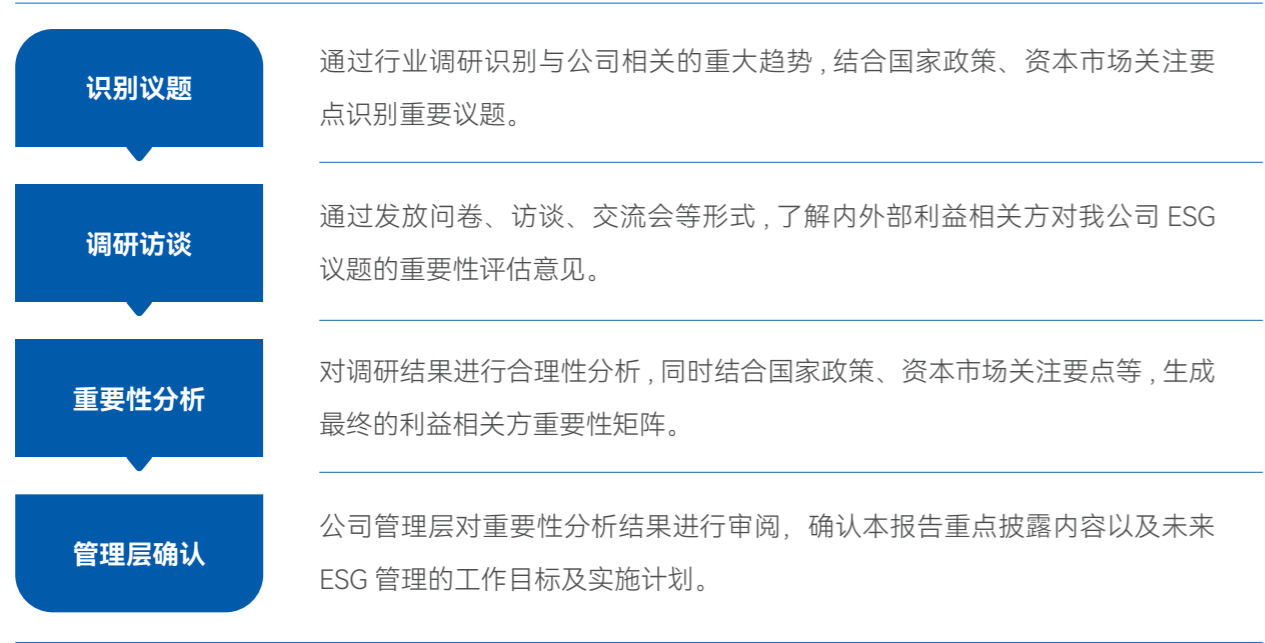 识别议题
通过行业调研识别与公司相关的重大趋势,结合国家政策、资本市场关注要
点识别重要议题。
调研访谈
通过发放问卷、访谈、交流会等形式,了解内外部利益相关方对我公司 ESG
议题的重要性评估意见。
重要性分析
对调研结果进行合理性分析,同时结合国家政策、资本市场关注要点等,生成
最终的利益相关方重要性矩阵。
管理层确认
公司管理层对重要性分析结果进行审阅，确认本报告重点披露内容以及未来
ESG 管理的工作目标及实施计划。